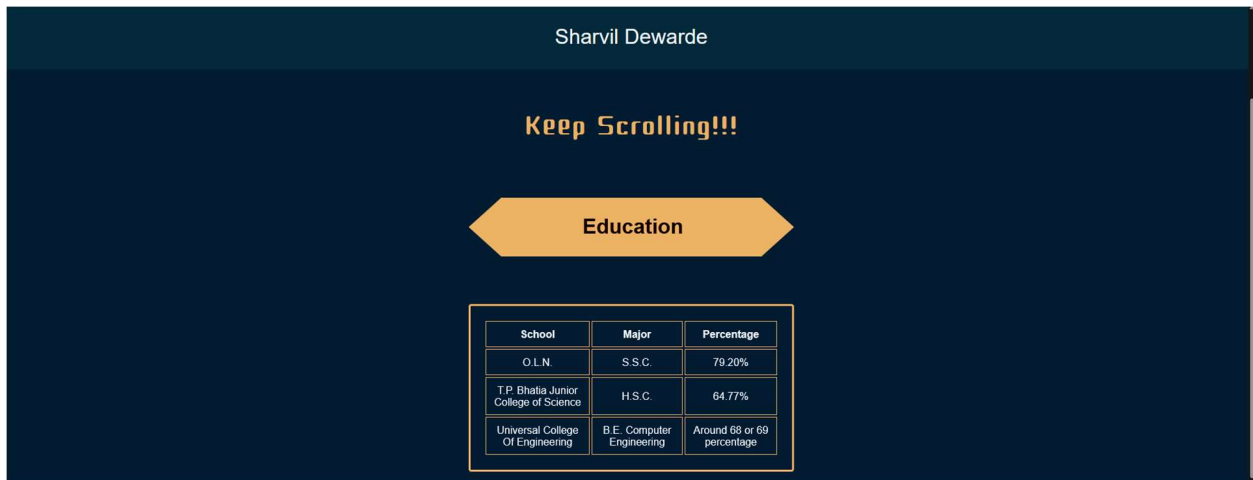 Sharvil Dewarde
Keep Scrolling!!!
Education
School Major Percentage
O.L.N. S.S.C. 79.20%
T.P. Bhatia Junior
College of Science
H.S.C. 64.77%
Universal College
Of Engineering
B.E. Computer
Engineering
Around 68 or 69
percentage